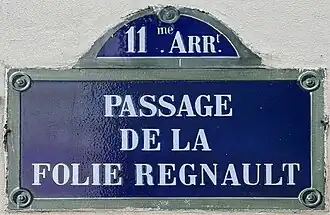 11me. ARRt.
PASSAGE
DE LA
FOLIE REGNAULT